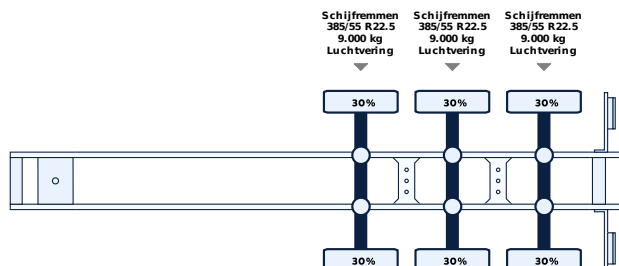 Schijfremmen
385/55 R22.5
9.000 kg
Luchtvering
Schijfremmen
385/55 R22.5
9.000 kg
Luchtvering
Schijfremmen
385/55 R22.5
9.000 kg
Luchtvering
30%
30%
30%
30%
30%
30%